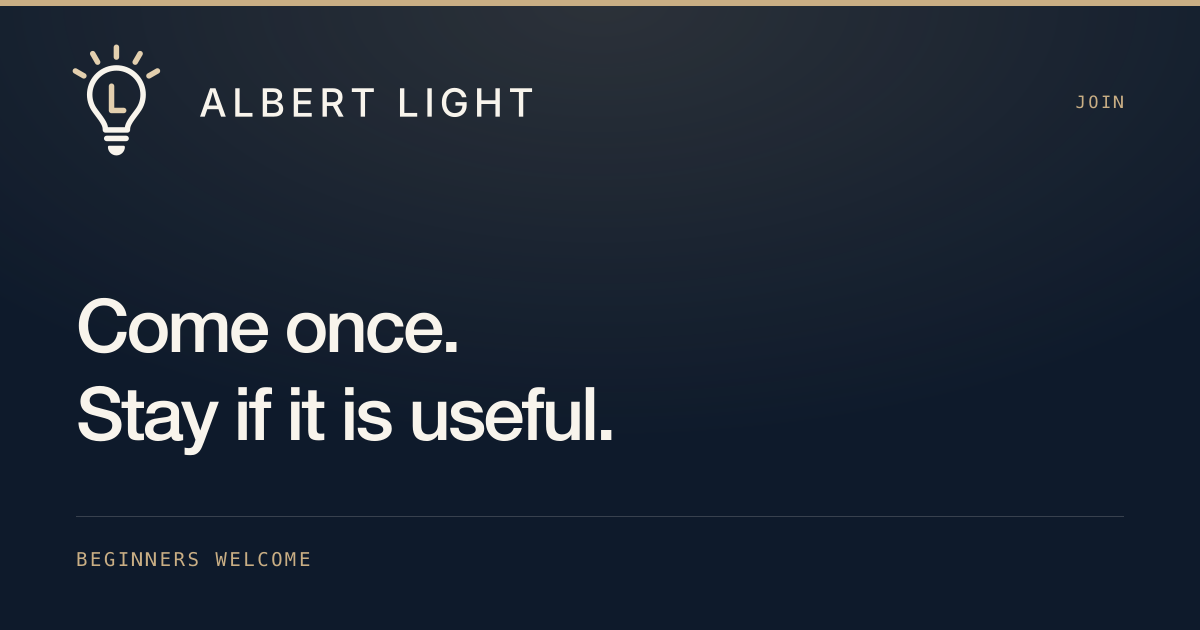 L
ALBERT LIGHT
JOIN
Come once.
Stay if it is useful.
BEGINNERS WELCOME